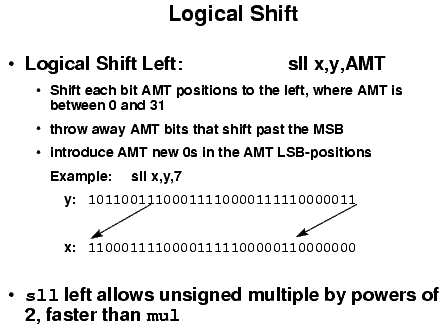 Logical Shift
• Logical Shift Left: sll x,y,AMT
• Shift each bit AMT positions to the left, where AMT is
between 0 and 31
• throw away AMT bits that shift past the MSB
• introduce AMT new 0s in the AMT LSB-positions
Example: sll x,y,7
y: 10110011100011110000111110000011
x: 11000111100001111100000110000000
• sll left allows unsigned multiple by powers of
2, faster than mul